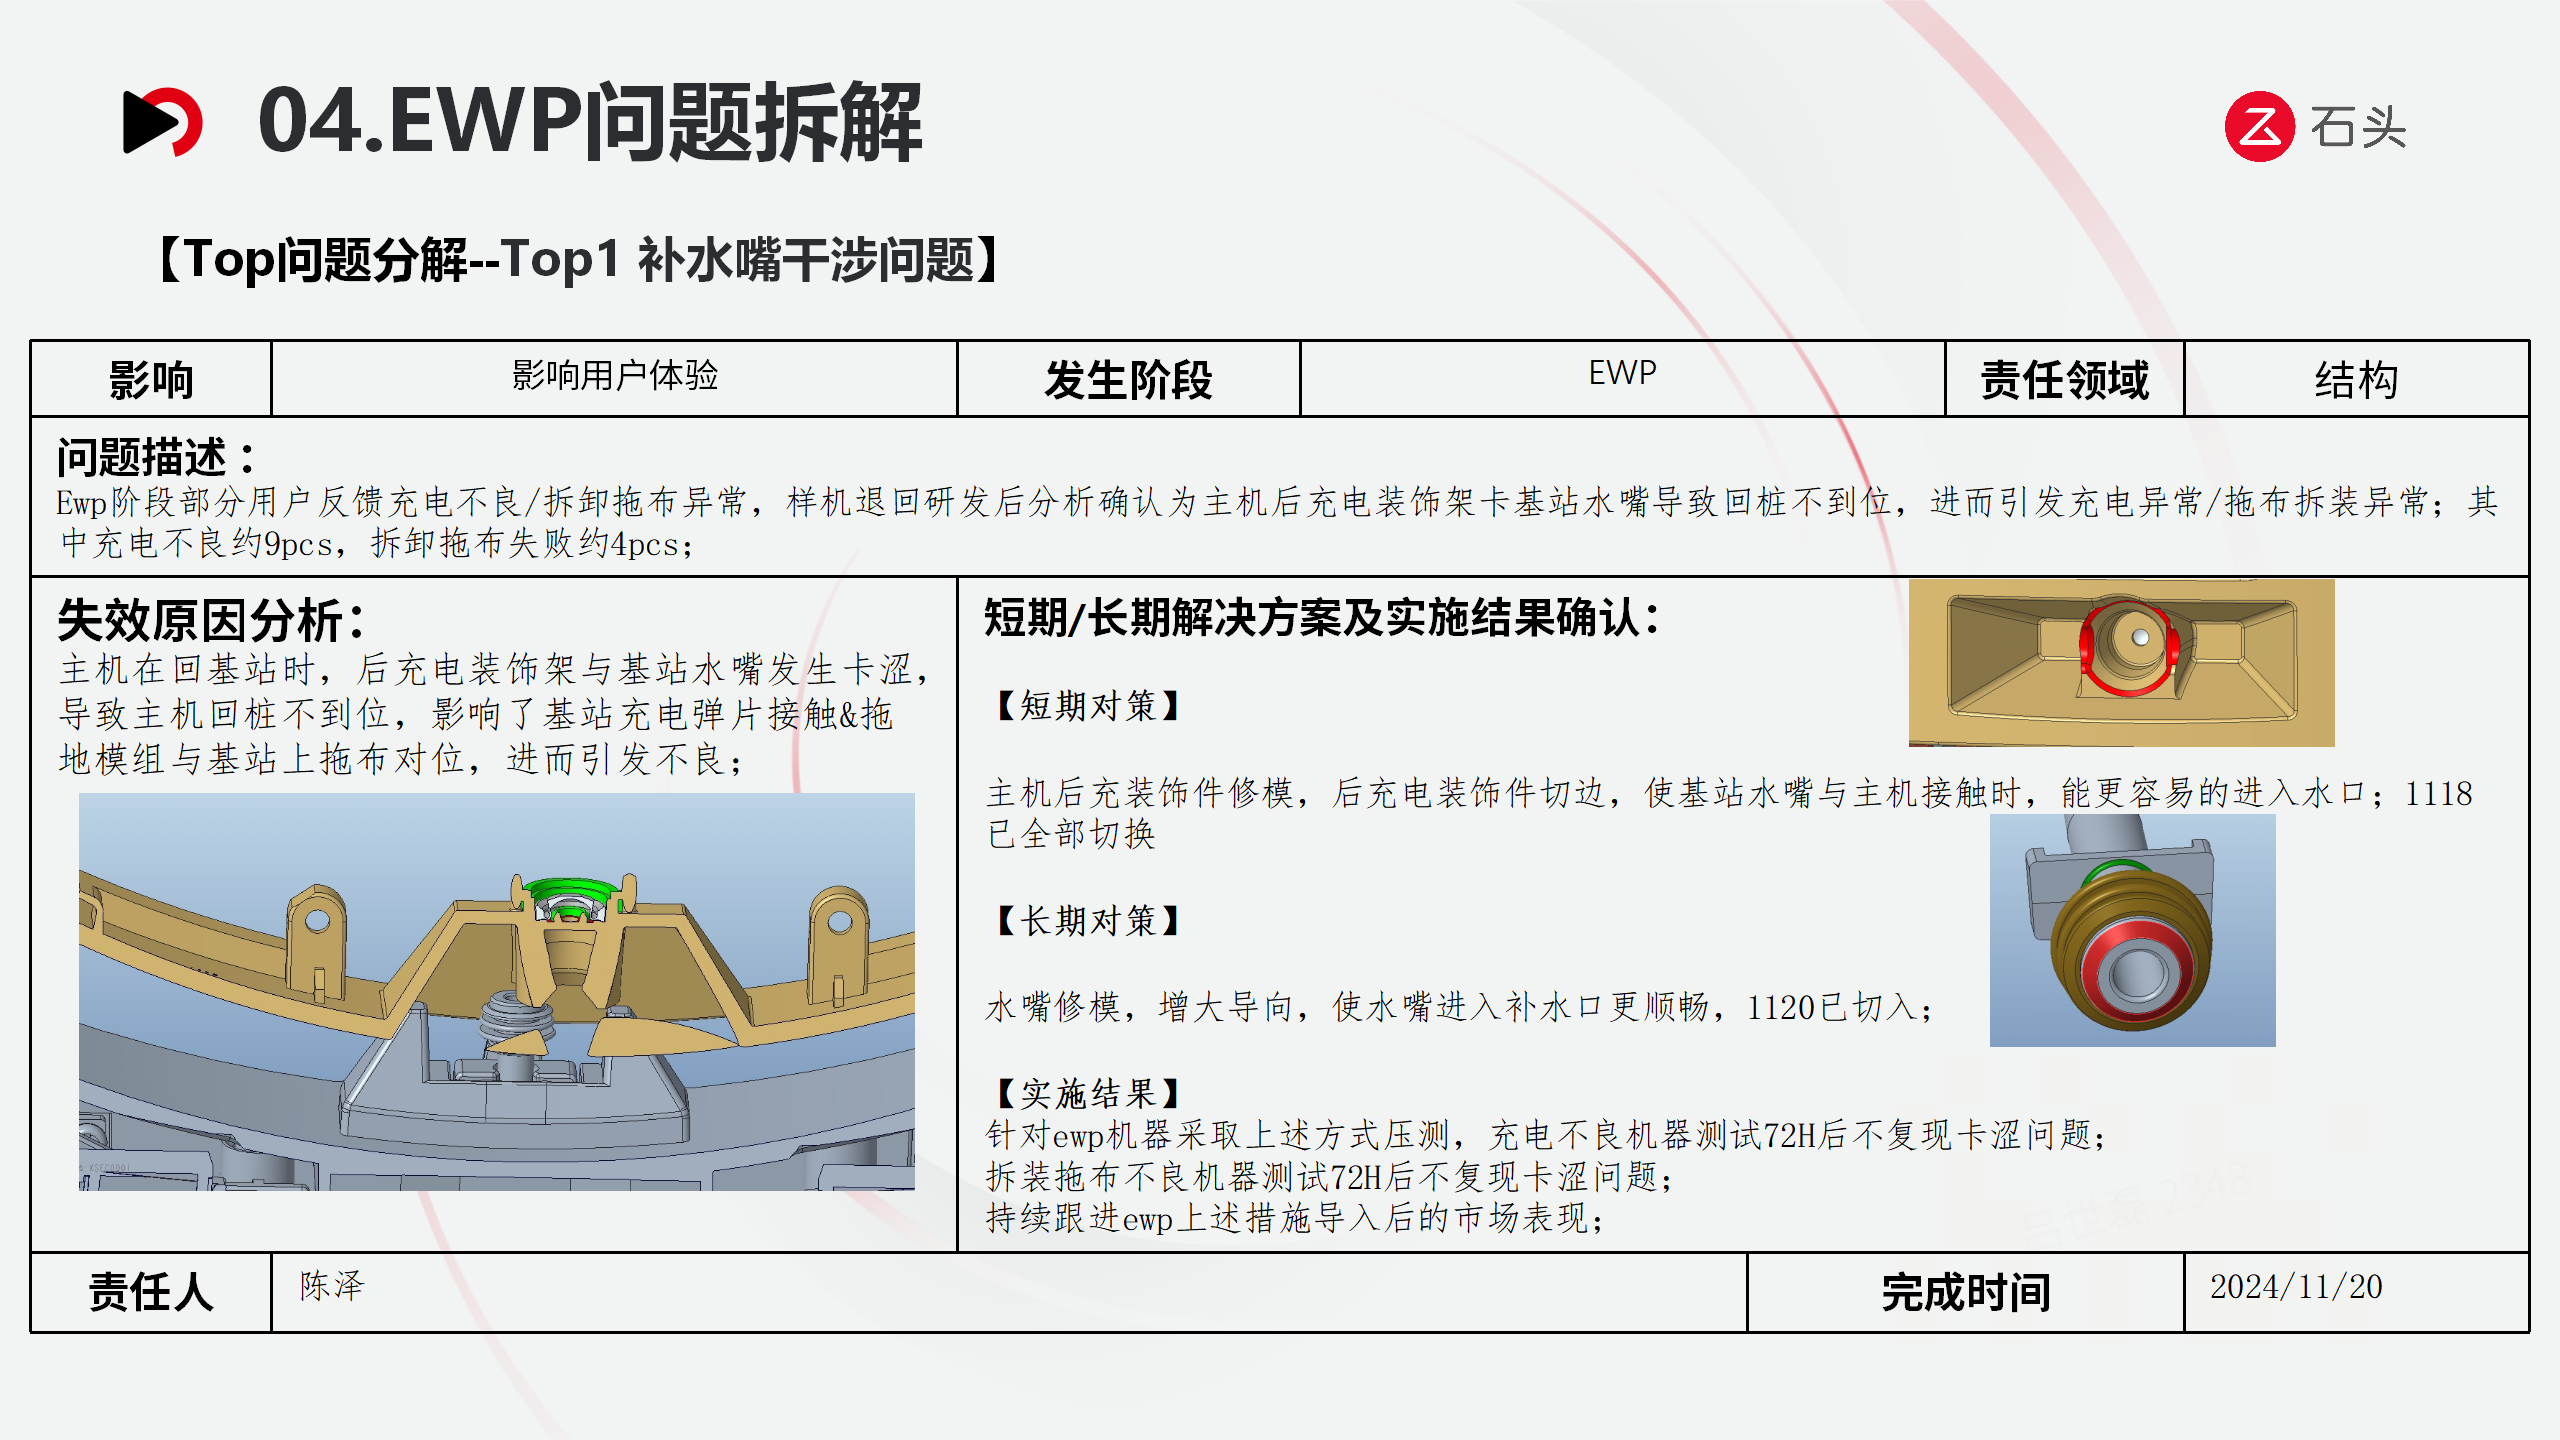 04.EWP问题拆解
石头
【Top问题分解--Top1 补水嘴干涉问题】
影响
影响用户体验
发生阶段
EWP
责任领域
结构
问题描述：
Ewp阶段部分用户反馈充电不良/拆卸拖布异常，样机退回研发后分析确认为主机后充电装饰架卡基站水嘴导致回桩不到位，进而引发充电异常/拖布拆装异常；其
中充电不良约9pcs，拆卸拖布失败约4pcs；
失效原因分析：
主机在回基站时，后充电装饰架与基站水嘴发生卡涩，
导致主机回桩不到位，影响了基站充电弹片接触&拖
地模组与基站上拖布对位，进而引发不良；
短期/长期解决方案及实施结果确认：
【短期对策】
主机后充装饰件修模，后充电装饰件切边，使基站水嘴与主机接触时，能更容易的进入水口；1118
已全部切换
【长期对策】
水嘴修模，增大导向，使水嘴进入补水口更顺畅，1120已切入；
【实施结果】
针对ewp机器采取上述方式压测，充电不良机器测试72H后不复现卡涩问题；
拆装拖布不良机器测试72H后不复现卡涩问题；
持续跟进ewp上述措施导入后的市场表现；
责任人
陈泽
完成时间
2024/11/20